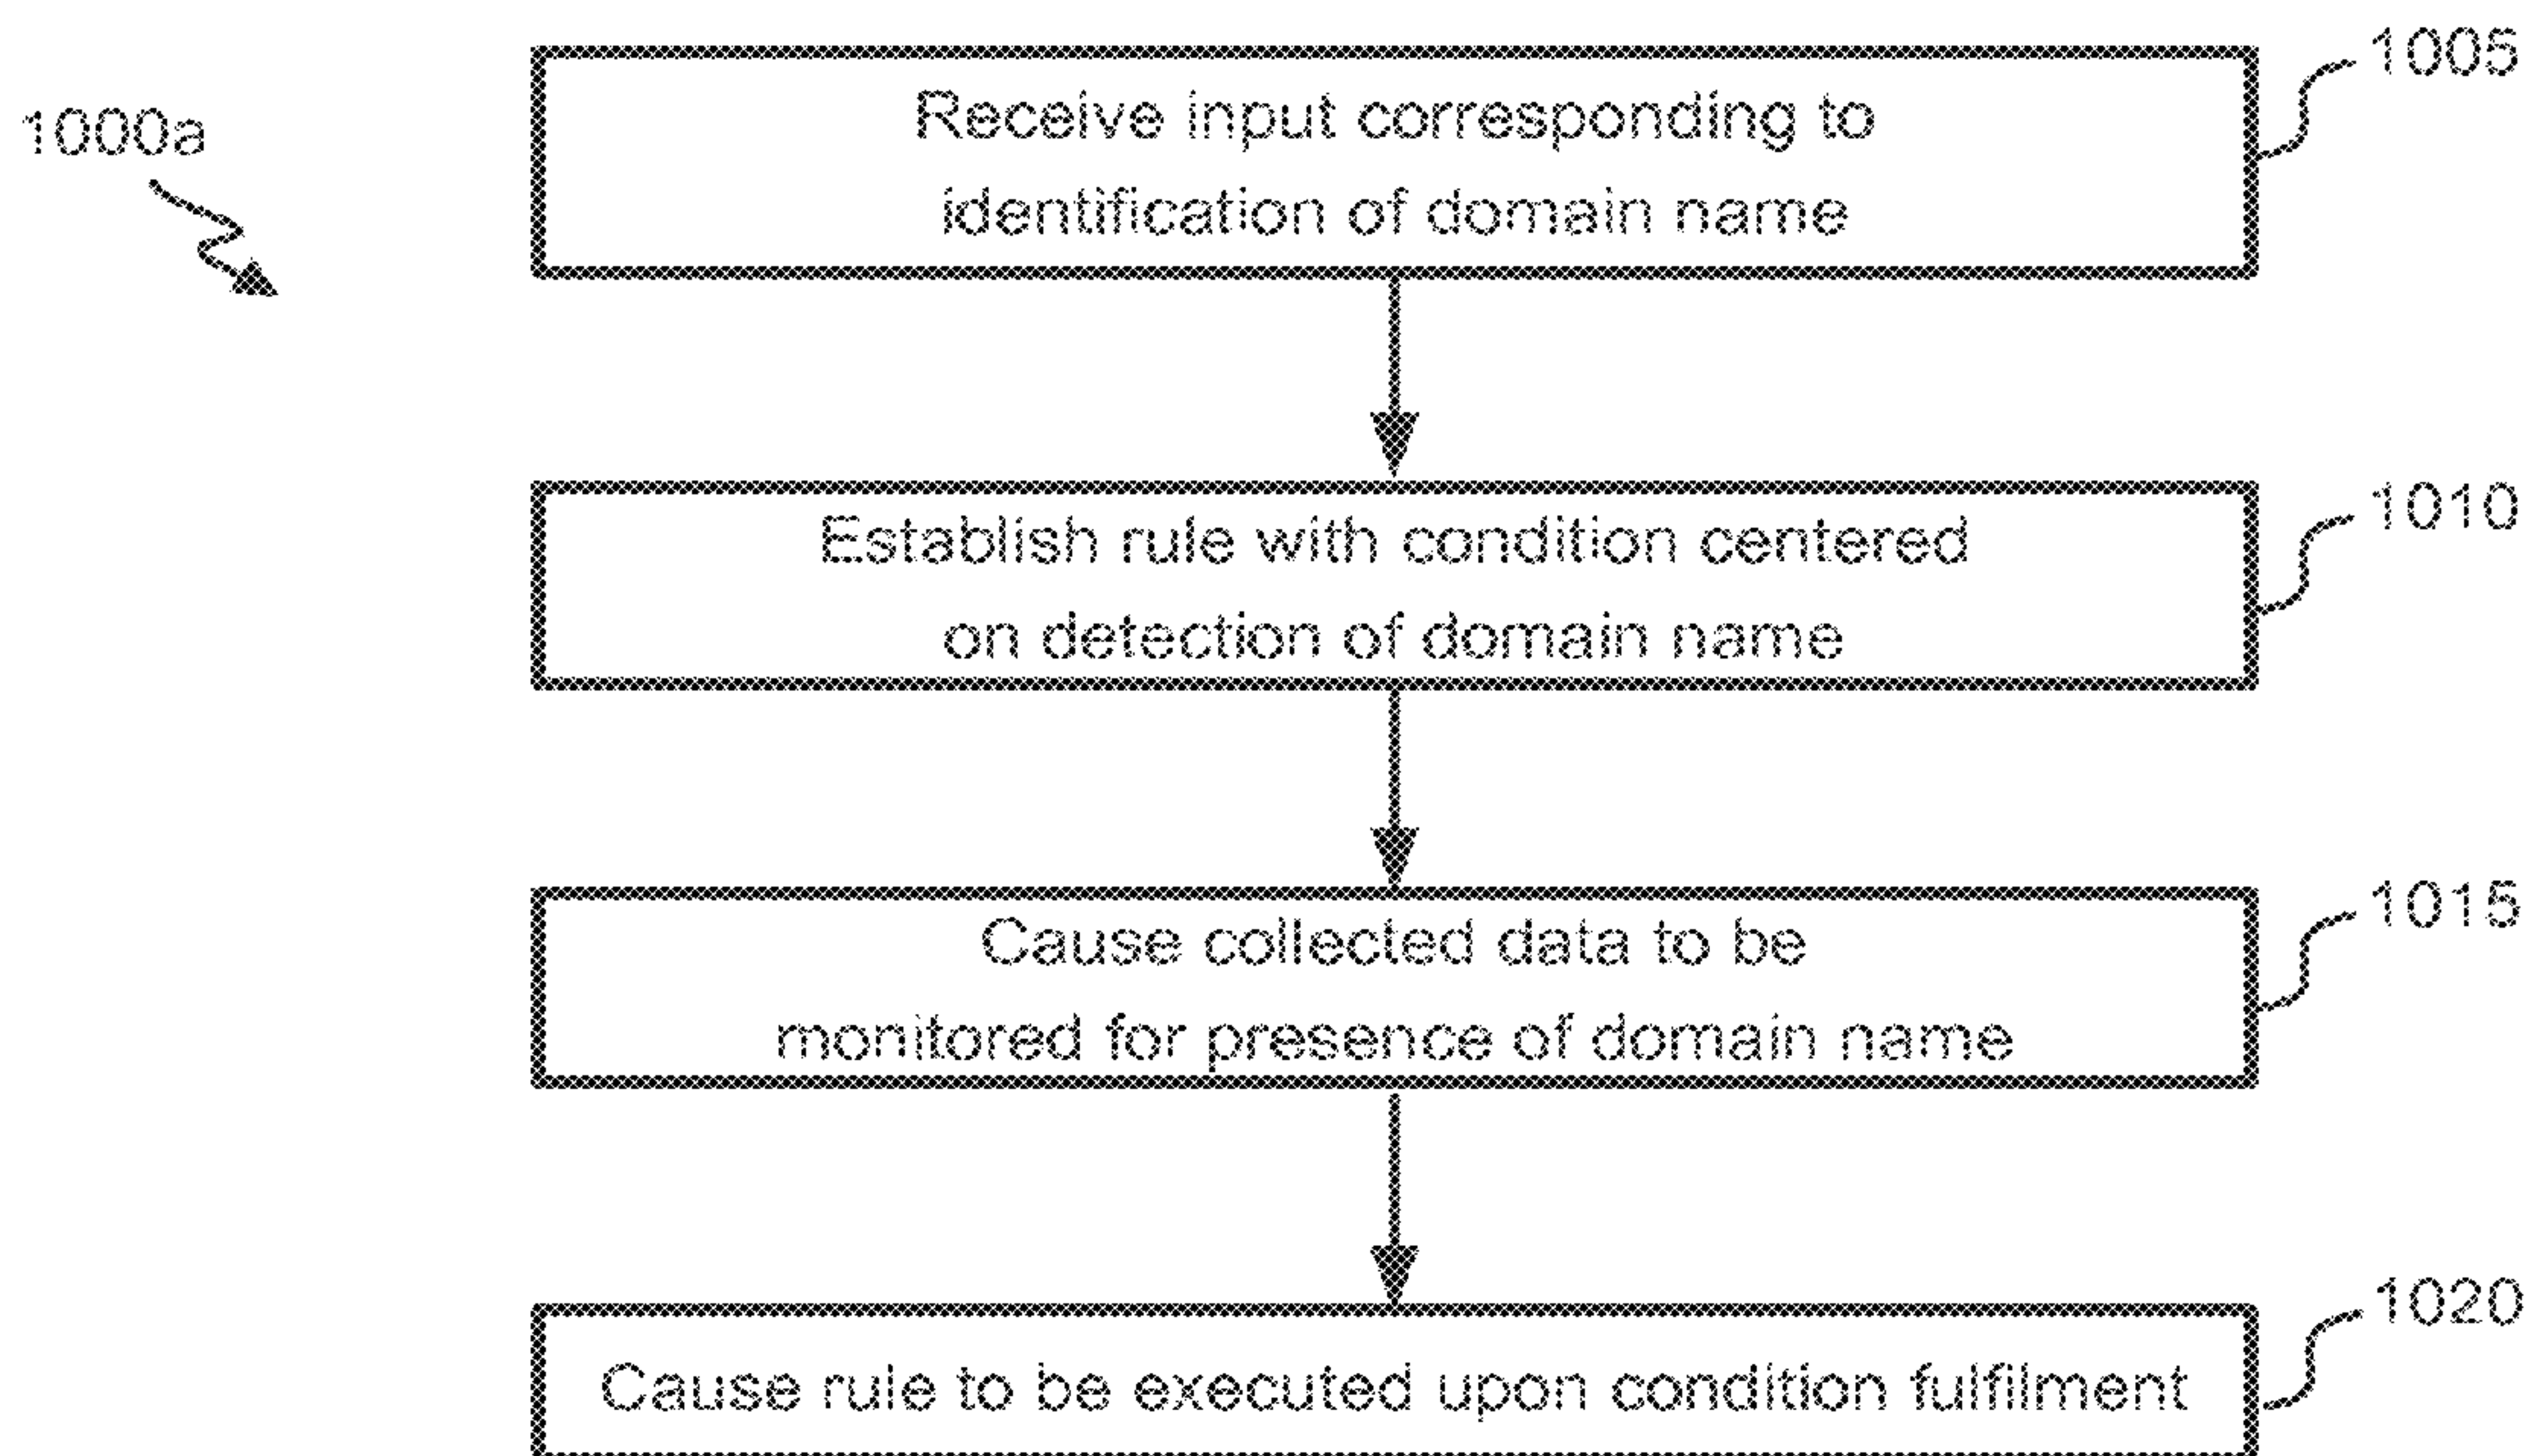 1000a
1005
Receive input corresponding to
identification of domain name
1010
Establish rule with condition centered
on detection of domain name
1015
Cause collected data to be
monitored for presence of domain name
1020
Cause rule to be executed upon condition fulfilment